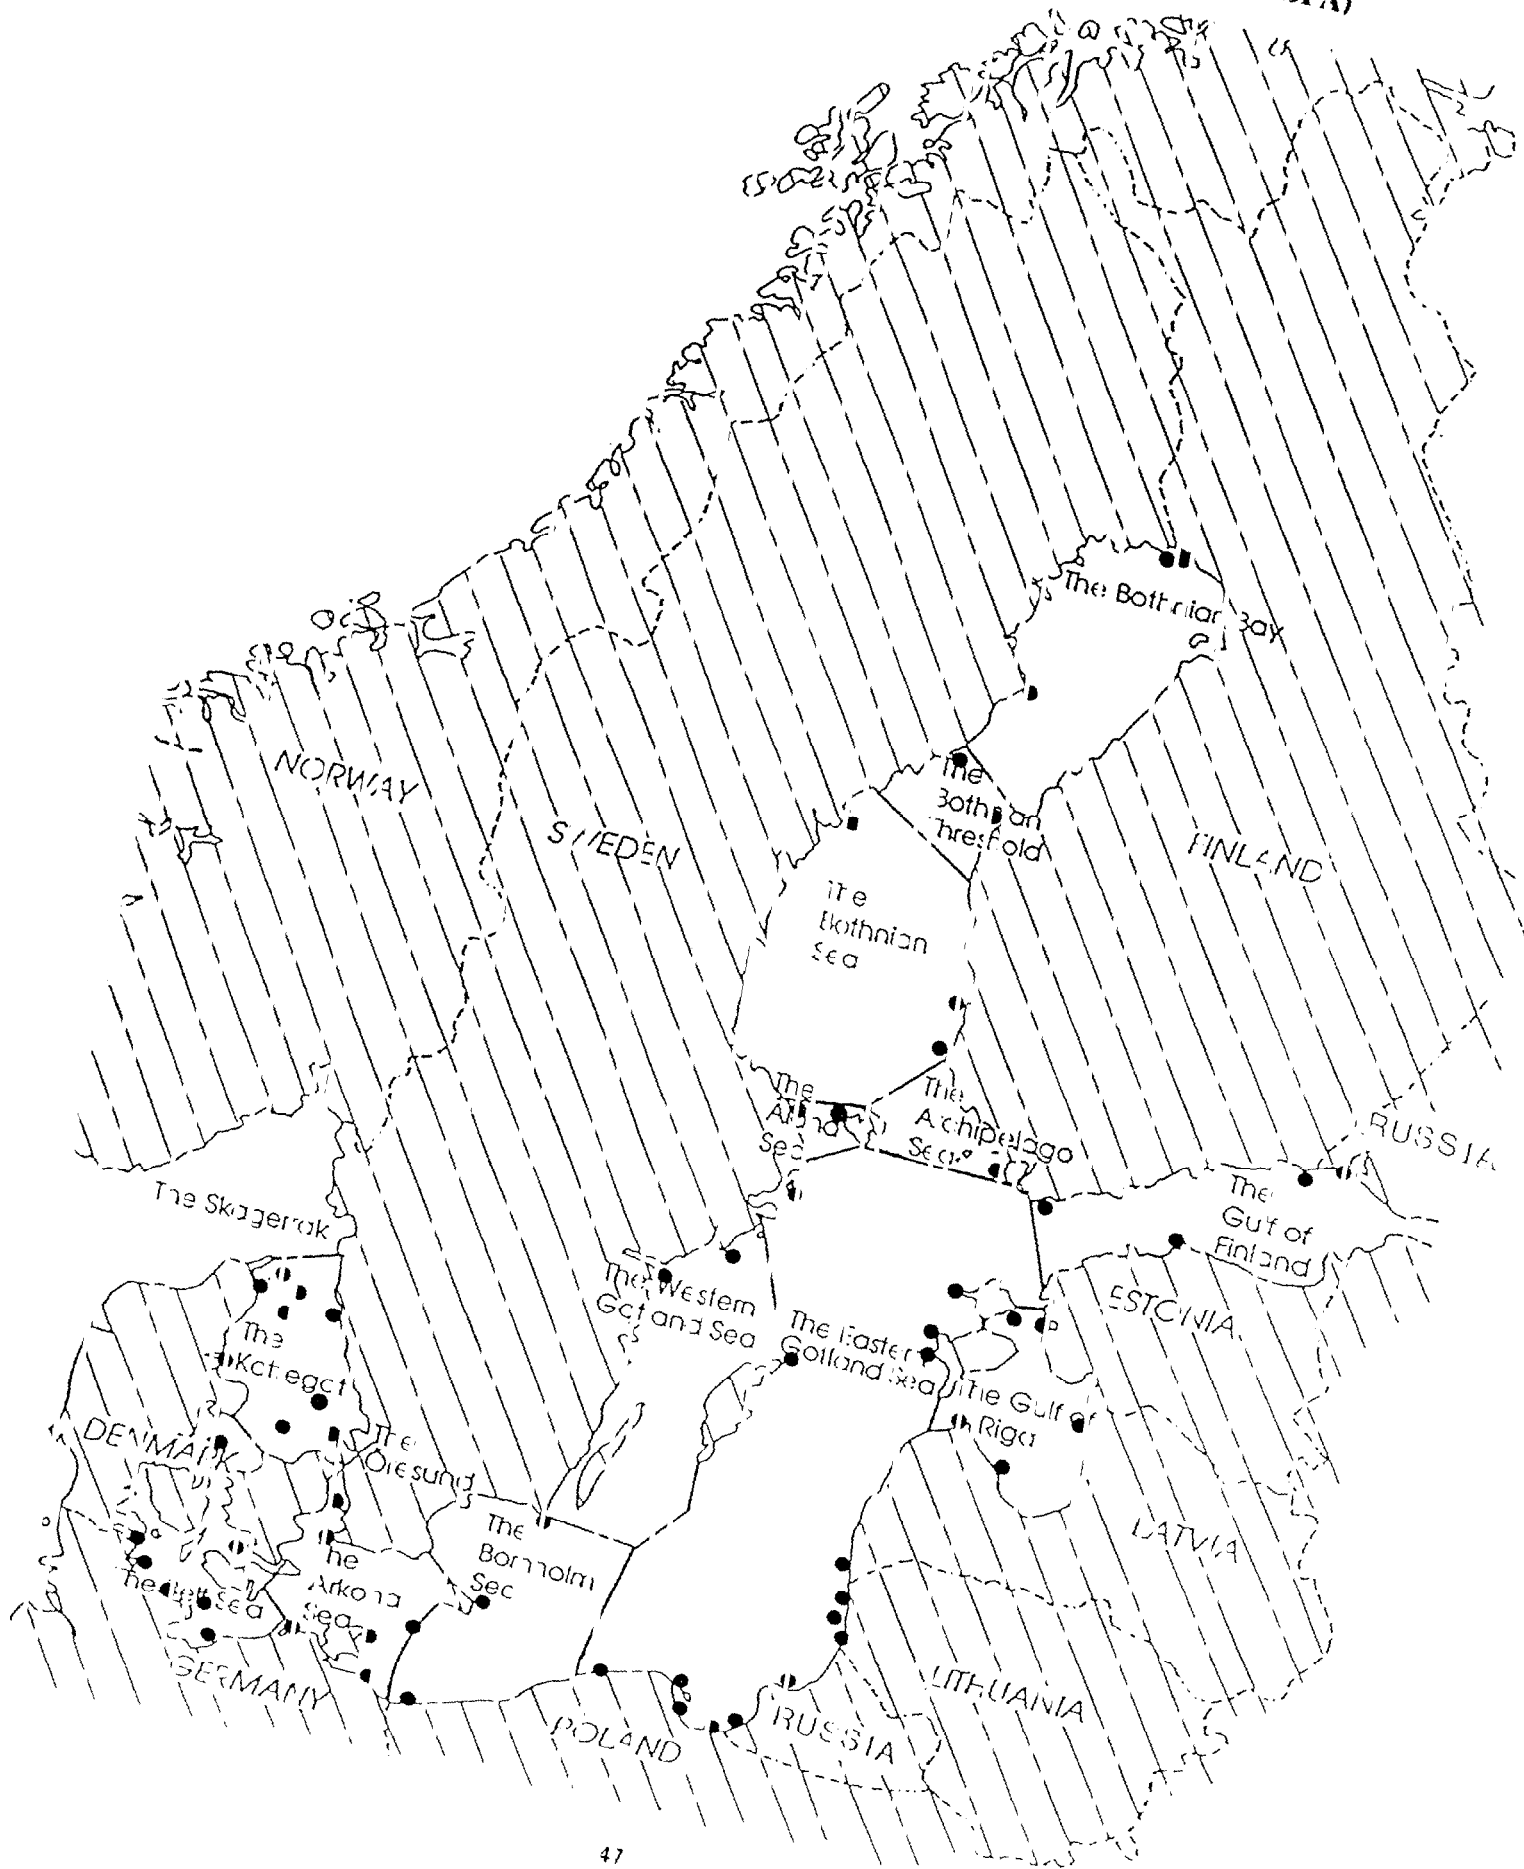 The Bothnian Bay
NORWAY
SWEDEN
The
Bothnian
Threshold
FINLAND
The
Bothnian
Sea
The
Åland
Sea
The
Archipelago
Sea
RUSSIA
The Skagerrak
The
Gulf of
Finland
The Western
Gotland Sea
ESTONIA
The Eastern
Gotland Sea
The
Kattegat
The Gulf of
Riga
DENMARK
The
Öresund
The
Bornholm
Sea
LATVIA
The
Arkona
Sea
The Belt Sea
GERMANY
LITHUANIA
POLAND
RUSSIA
47